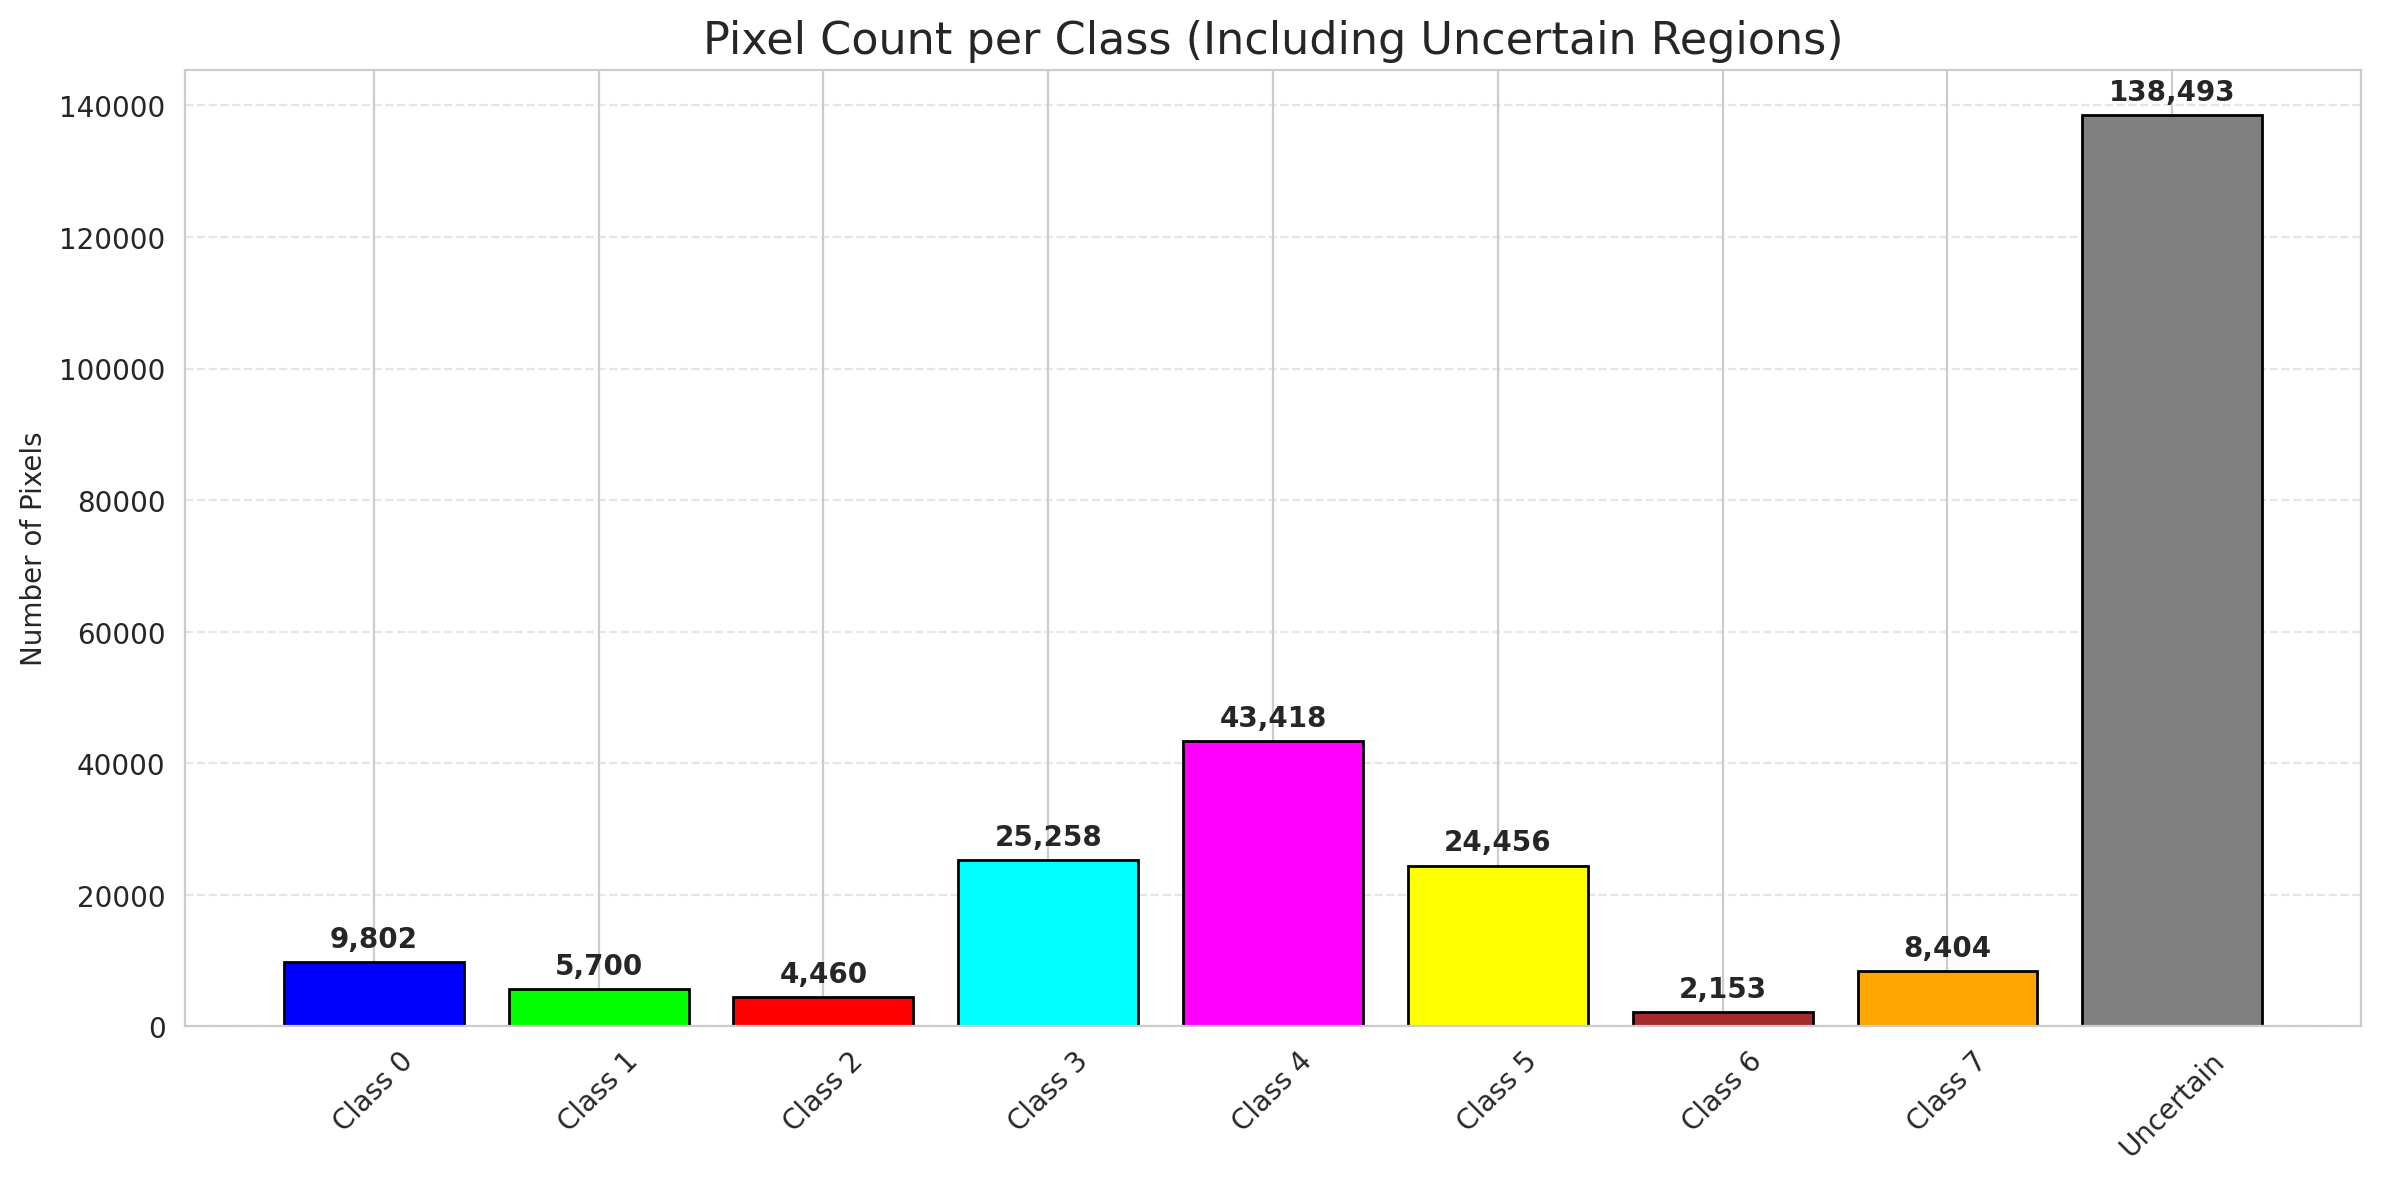 Pixel Count per Class (Including Uncertain Regions)
Number of Pixels
140000
120000
100000
80000
60000
40000
20000
0
9,802
5,700
4,460
25,258
43,418
24,456
2,153
8,404
138,493
Class 0
Class 1
Class 2
Class 3
Class 4
Class 5
Class 6
Class 7
Uncertain